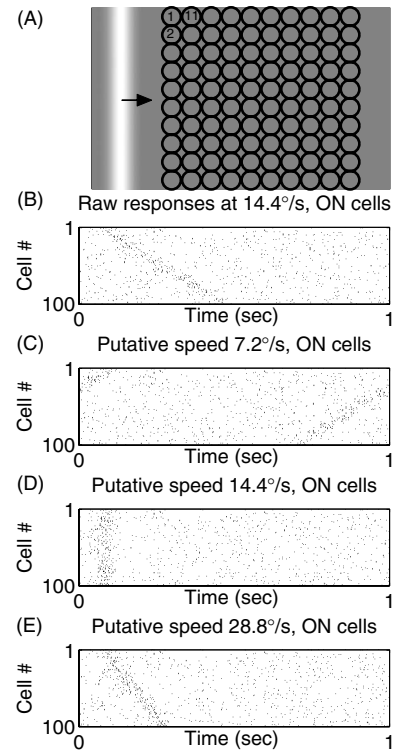 (A)
1 11
2
(B) Raw responses at 14.4°/s, ON cells
1
Cell #
100
0 Time (sec) 1
(C) Putative speed 7.2°/s, ON cells
1
Cell #
100
0 Time (sec) 1
(D) Putative speed 14.4°/s, ON cells
1
Cell #
100
0 Time (sec) 1
(E) Putative speed 28.8°/s, ON cells
1
Cell #
100
0 Time (sec) 1